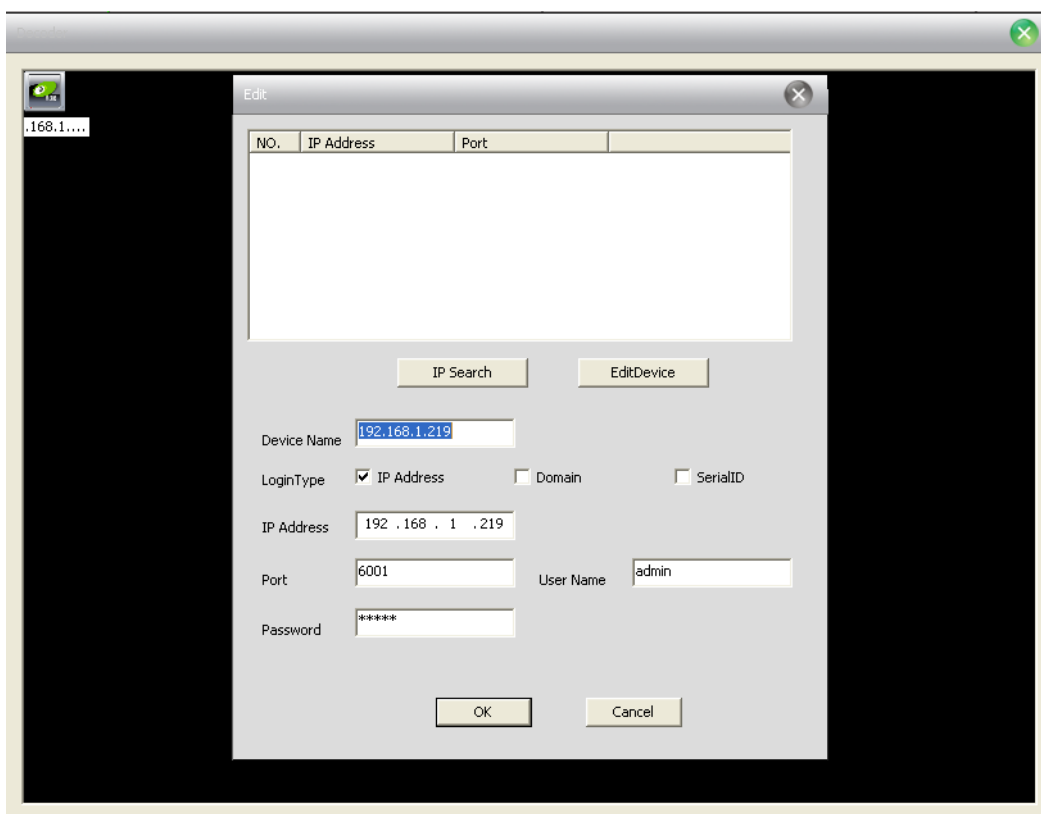 .168.1....
Edit
NO. IP Address Port
IP Search EditDevice
Device Name 192.168.1.219
LoginType IP Address Domain SerialID
IP Address 192 .168 . 1 .219
Port 6001 User Name admin
Password *****
OK Cancel